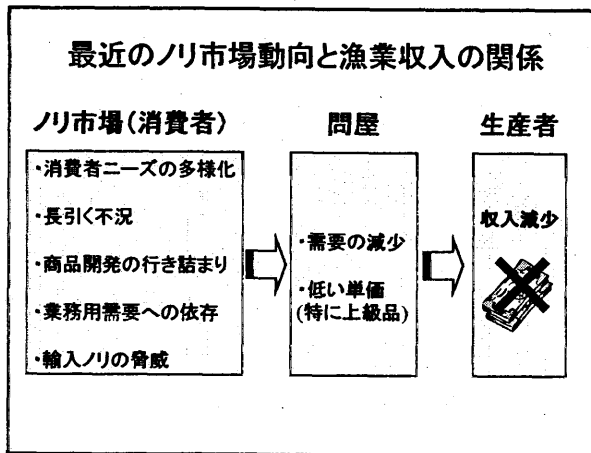 最近のノリ市場動向と漁業収入の関係
ノリ市場(消費者)
・消費者ニーズの多様化
・長引く不況
・商品開発の行き詰まり
・業務用需要への依存
・輸入ノリの脅威
問屋
・需要の減少
・低い単価
(特に上級品)
生産者
収入減少